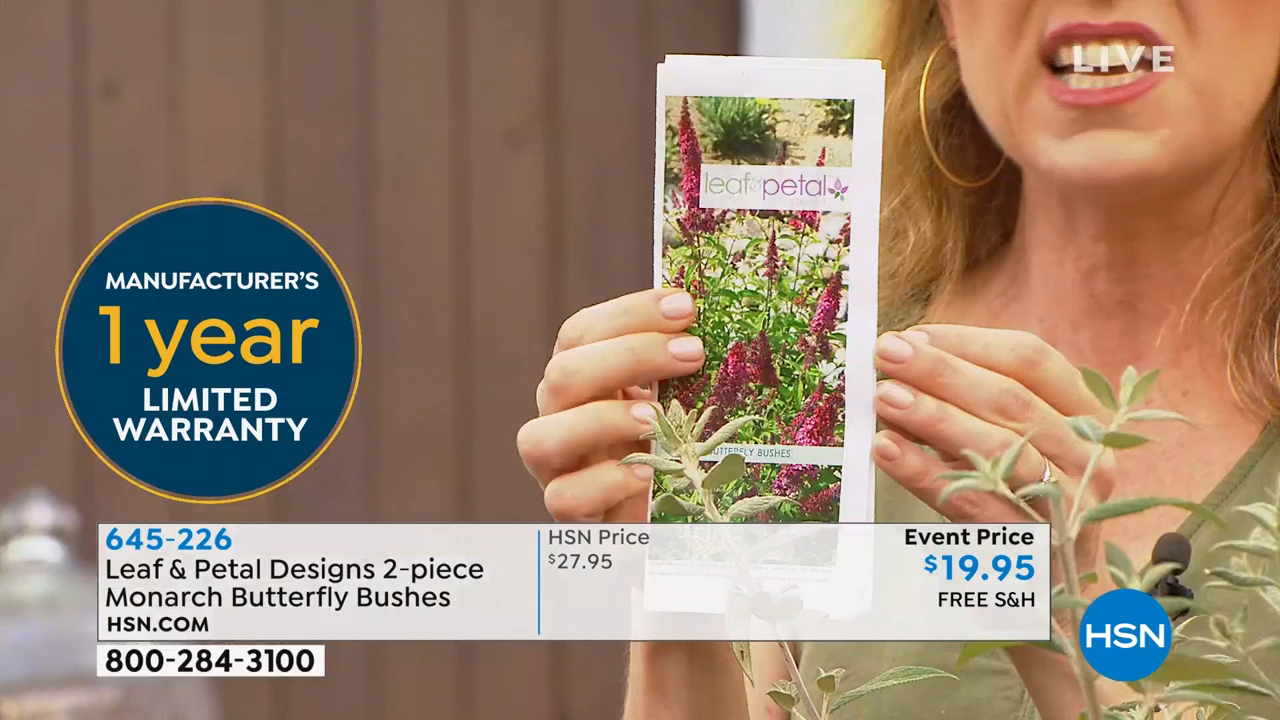 LIVE
leaf petal
BUTTERFLY BUSHES
MANUFACTURER'S
1 year
LIMITED
WARRANTY
645-226
Leaf & Petal Designs 2-piece
Monarch Butterfly Bushes
HSN.COM
800-284-3100
HSN Price
$27.95
Event Price
$19.95
FREE S&H
HSN